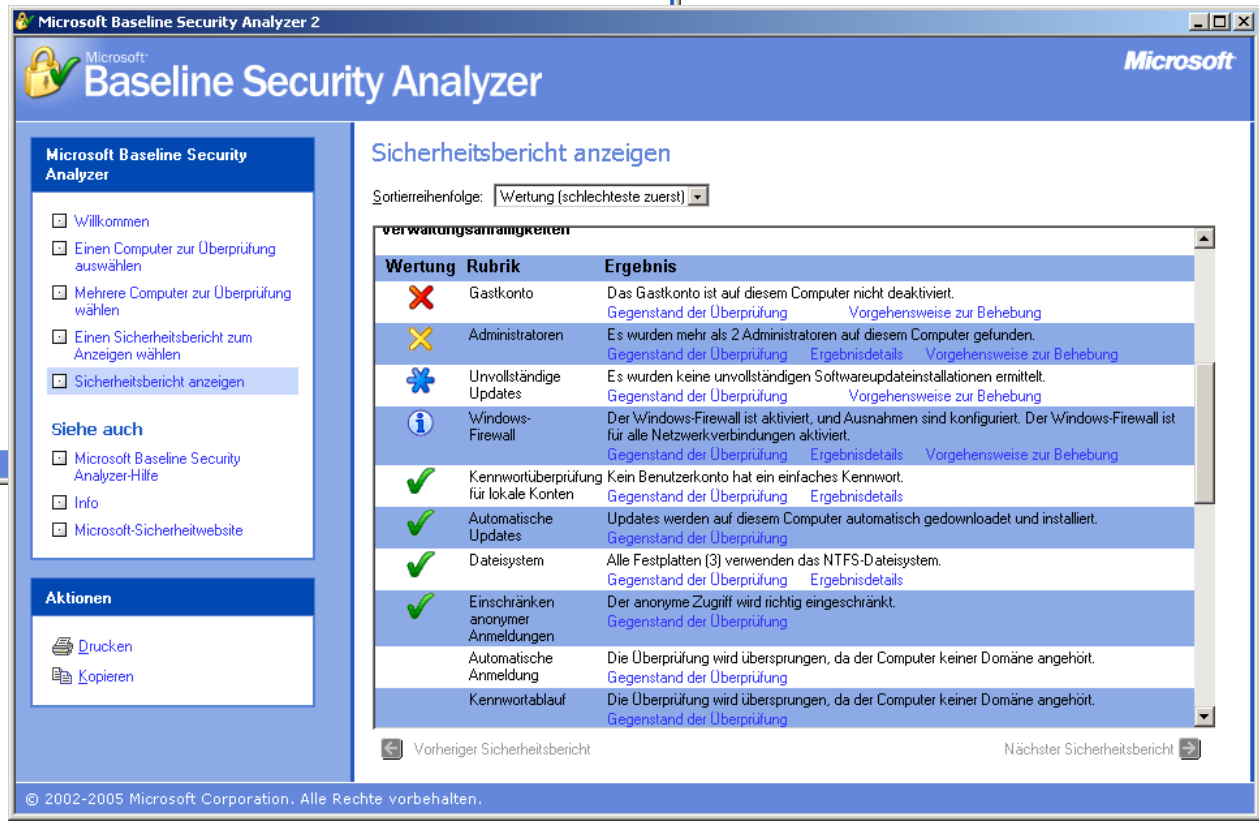 Microsoft Baseline Security Analyzer 2
Microsoft
Baseline Security Analyzer
Microsoft
Microsoft Baseline Security
Analyzer
Willkommen
Einen Computer zur Überprüfung
auswählen
Mehrere Computer zur Überprüfung
wählen
Einen Sicherheitsbericht zum
Anzeigen wählen
Sicherheitsbericht anzeigen
Siehe auch
Microsoft Baseline Security
Analyzer-Hilfe
Info
Microsoft-Sicherheitwebsite
Aktionen
Drucken
Kopieren
Sicherheitsbericht anzeigen
Sortierreihenfolge: Wertung (schlechteste zuerst)
Verwaltungsanfälligkeiten
Wertung Rubrik Ergebnis
Gastkonto Das Gastkonto ist auf diesem Computer nicht deaktiviert.
Gegenstand der Überprüfung Vorgehensweise zur Behebung
Administratoren Es wurden mehr als 2 Administratoren auf diesem Computer gefunden.
Gegenstand der Überprüfung Ergebnisdetails Vorgehensweise zur Behebung
Unvollständige Es wurden keine unvollständigen Softwareupdateinstallationen ermittelt.
Updates Gegenstand der Überprüfung Vorgehensweise zur Behebung
Windows- Der Windows-Firewall ist aktiviert, und Ausnahmen sind konfiguriert. Der Windows-Firewall ist
Firewall für alle Netzwerkverbindungen aktiviert.
Gegenstand der Überprüfung Ergebnisdetails Vorgehensweise zur Behebung
Kennwortüberprüfung Kein Benutzerkonto hat ein einfaches Kennwort.
für lokale Konten Gegenstand der Überprüfung Ergebnisdetails
Automatische Updates werden auf diesem Computer automatisch gedownloadet und installiert.
Updates Gegenstand der Überprüfung
Dateisystem Alle Festplatten (3) verwenden das NTFS-Dateisystem.
Gegenstand der Überprüfung Ergebnisdetails
Einschränken Der anonyme Zugriff wird richtig eingeschränkt.
anonymer Gegenstand der Überprüfung
Anmeldungen
Automatische Die Überprüfung wird übersprungen, da der Computer keiner Domäne angehört.
Anmeldung Gegenstand der Überprüfung
Kennwortablauf Die Überprüfung wird übersprungen, da der Computer keiner Domäne angehört.
Gegenstand der Überprüfung
Vorheriger Sicherheitsbericht Nächster Sicherheitsbericht
© 2002-2005 Microsoft Corporation. Alle Rechte vorbehalten.